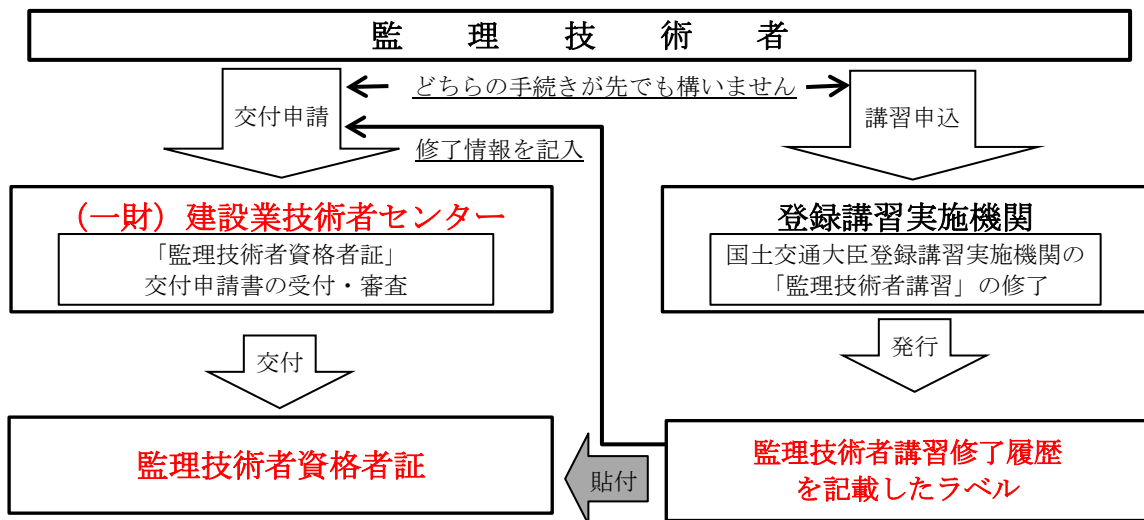 監理技術者
どちらの手続きが先でも構いません
交付申請
講習申込
修了情報を記入
(一財)建設業技術者センター
「監理技術者資格者証」
交付申請書の受付・審査
登録講習実施機関
国土交通大臣登録講習実施機関の
「監理技術者講習」の修了
交付
発行
監理技術者資格者証
貼付
監理技術者講習修了履歴
を記載したラベル